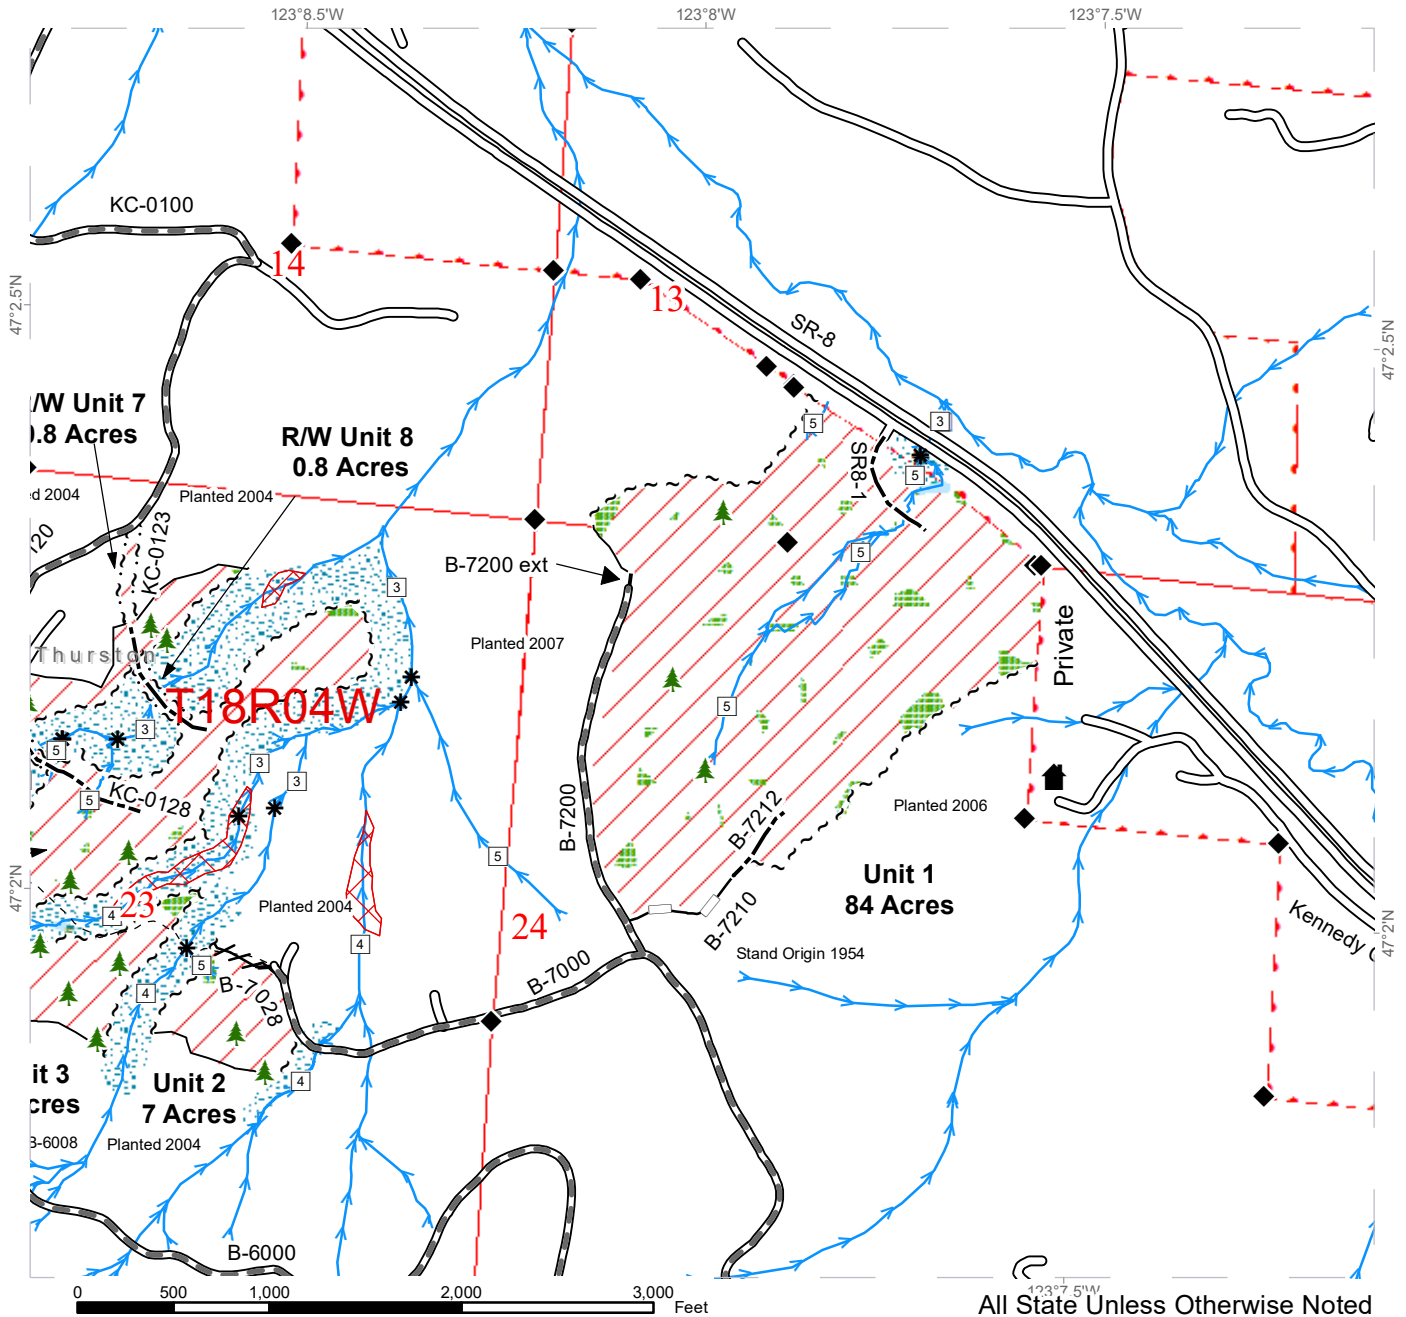 123°8.5'W
123°8'W
123°7.5'W
KC-0100
14
13
47°2.5'N
47°2.5'N
SR-8
/W Unit 7
0.8 Acres
R/W Unit 8
0.8 Acres
5
3
ed 2004
Planted 2004
SR8-1
5
120
KC-0123
B-7200 ext
5
3
Planted 2007
Private
Thurston
T18R04W
5
3
5
3
3
5
KC-0128
B-7200
B-7212
Planted 2006
5
47°2'N
Unit 1
84 Acres
4
23
Planted 2004
24
B-7210
Kennedy C
47°2'N
4
5
B-7028
B-7000
Stand Origin 1954
4
4
it 3
cres
Unit 2
7 Acres
B-6008
Planted 2004
B-6000
0
500
1,000
2,000
3,000
Feet
123°7.5'W
All State Unless Otherwise Noted